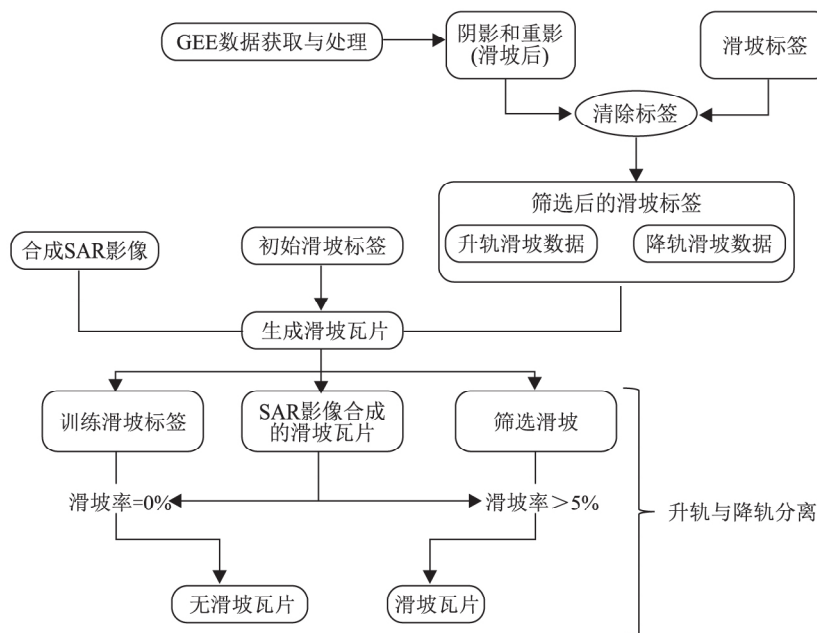 GEE数据获取与处理
阴影和重影
(滑坡后)
滑坡标签
清除标签
筛选后的滑坡标签
升轨滑坡数据
降轨滑坡数据
合成SAR影像
初始滑坡标签
生成滑坡瓦片
训练滑坡标签
SAR影像合成
的滑坡瓦片
筛选滑坡
滑坡率=0%
滑坡率＞5%
升轨与降轨分离
无滑坡瓦片
滑坡瓦片